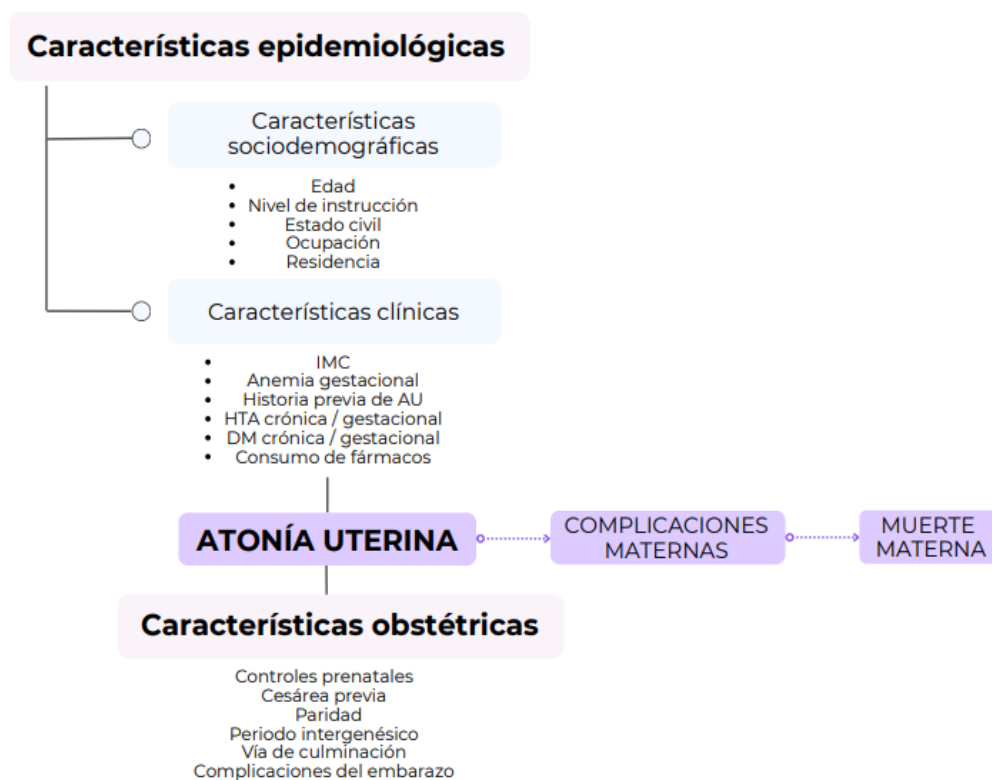 Características epidemiológicas
Características
sociodemográficas
• Edad
• Nivel de instrucción
• Estado civil
• Ocupación
• Residencia
Características clínicas
• IMC
• Anemia gestacional
• Historia previa de AU
• HTA crónica / gestacional
• DM crónica / gestacional
• Consumo de fármacos
ATONÍA UTERINA
COMPLICACIONES
MATERNAS
MUERTE
MATERNA
Características obstétricas
Controles prenatales
Cesárea previa
Paridad
Periodo intergenésico
Vía de culminación
Complicaciones del embarazo